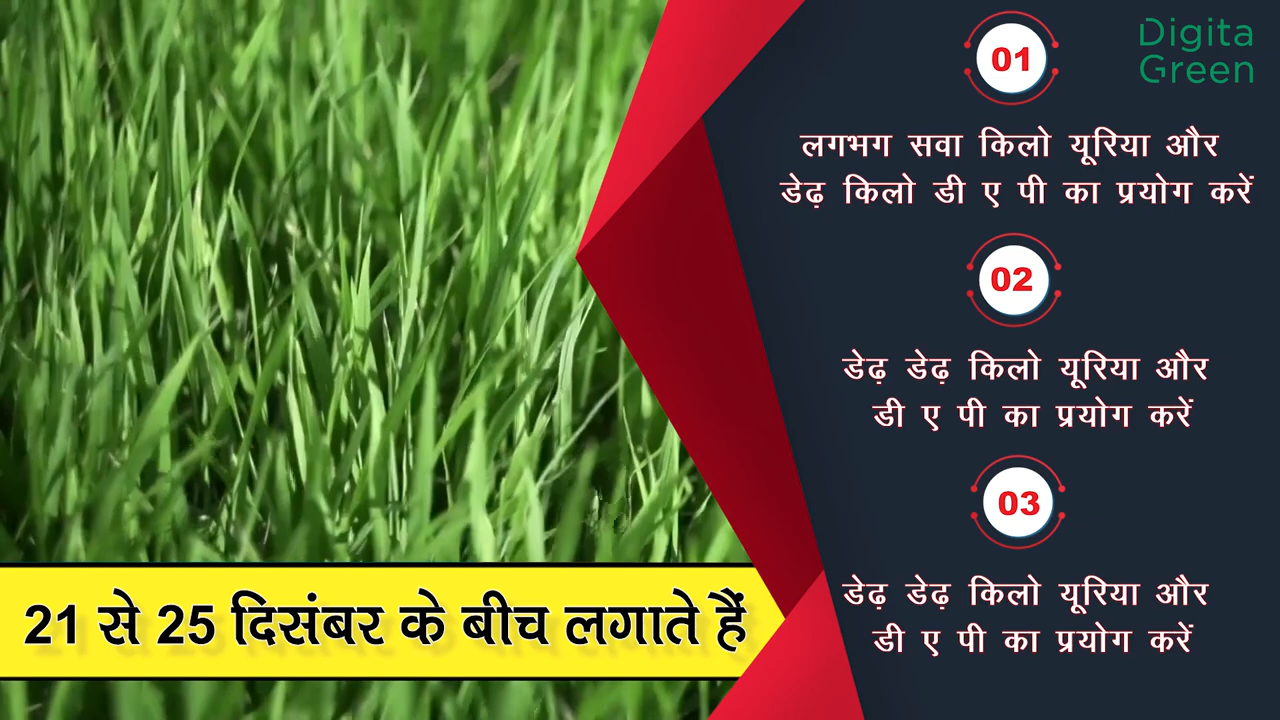 01
Digita
Green
लगभग सवा किलो यूरिया और
डेढ़ किलो डी ए पी का प्रयोग करें
02
डेढ़ डेढ़ किलो यूरिया और
डी ए पी का प्रयोग करें
03
डेढ़ डेढ़ किलो यूरिया और
डी ए पी का प्रयोग करें
21 से 25 दिसंबर के बीच लगाते हैं